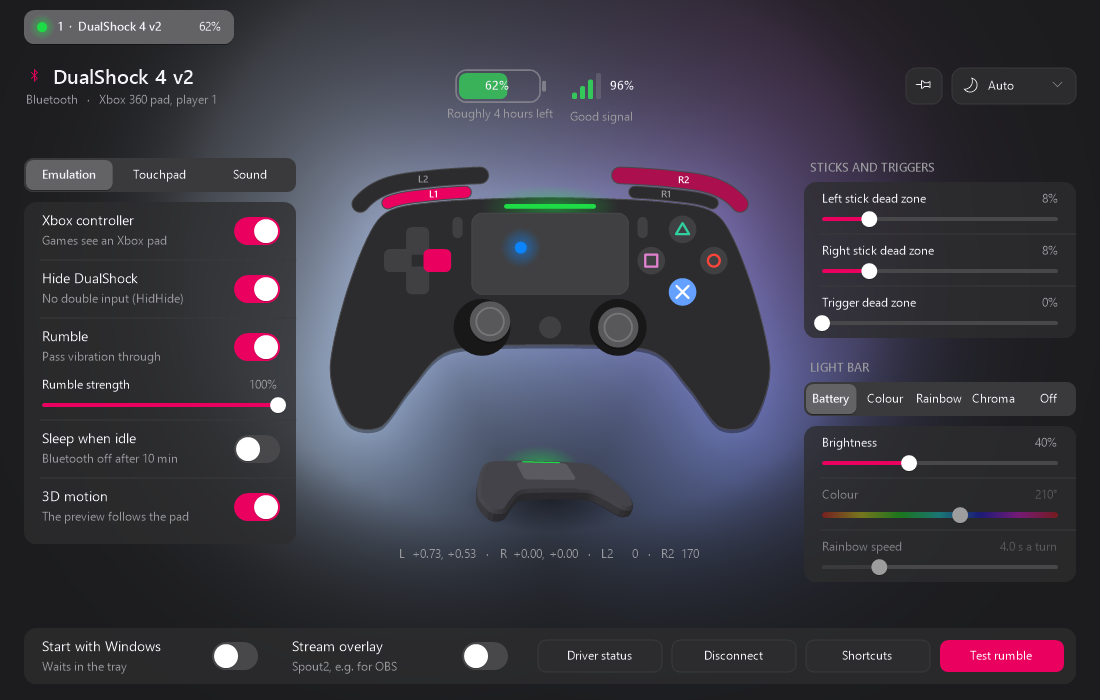 1 · DualShock 4 v2 62%
DualShock 4 v2
Bluetooth · Xbox 360 pad, player 1
62%
Roughly 4 hours left
96%
Good signal
Auto
Emulation Touchpad Sound
Xbox controller
Games see an Xbox pad
Hide DualShock
No double input (HidHide)
Rumble
Pass vibration through
Rumble strength 100%
Sleep when idle
Bluetooth off after 10 min
3D motion
The preview follows the pad
L2
L1
R2
R1
L +0.73, +0.53 · R +0.00, +0.00 · L2 0 · R2 170
STICKS AND TRIGGERS
Left stick dead zone 8%
Right stick dead zone 8%
Trigger dead zone 0%
LIGHT BAR
Battery Colour Rainbow Chroma Off
Brightness 40%
Colour 210°
Rainbow speed 4.0 s a turn
Start with Windows
Waits in the tray
Stream overlay
Spout2, e.g. for OBS
Driver status
Disconnect
Shortcuts
Test rumble